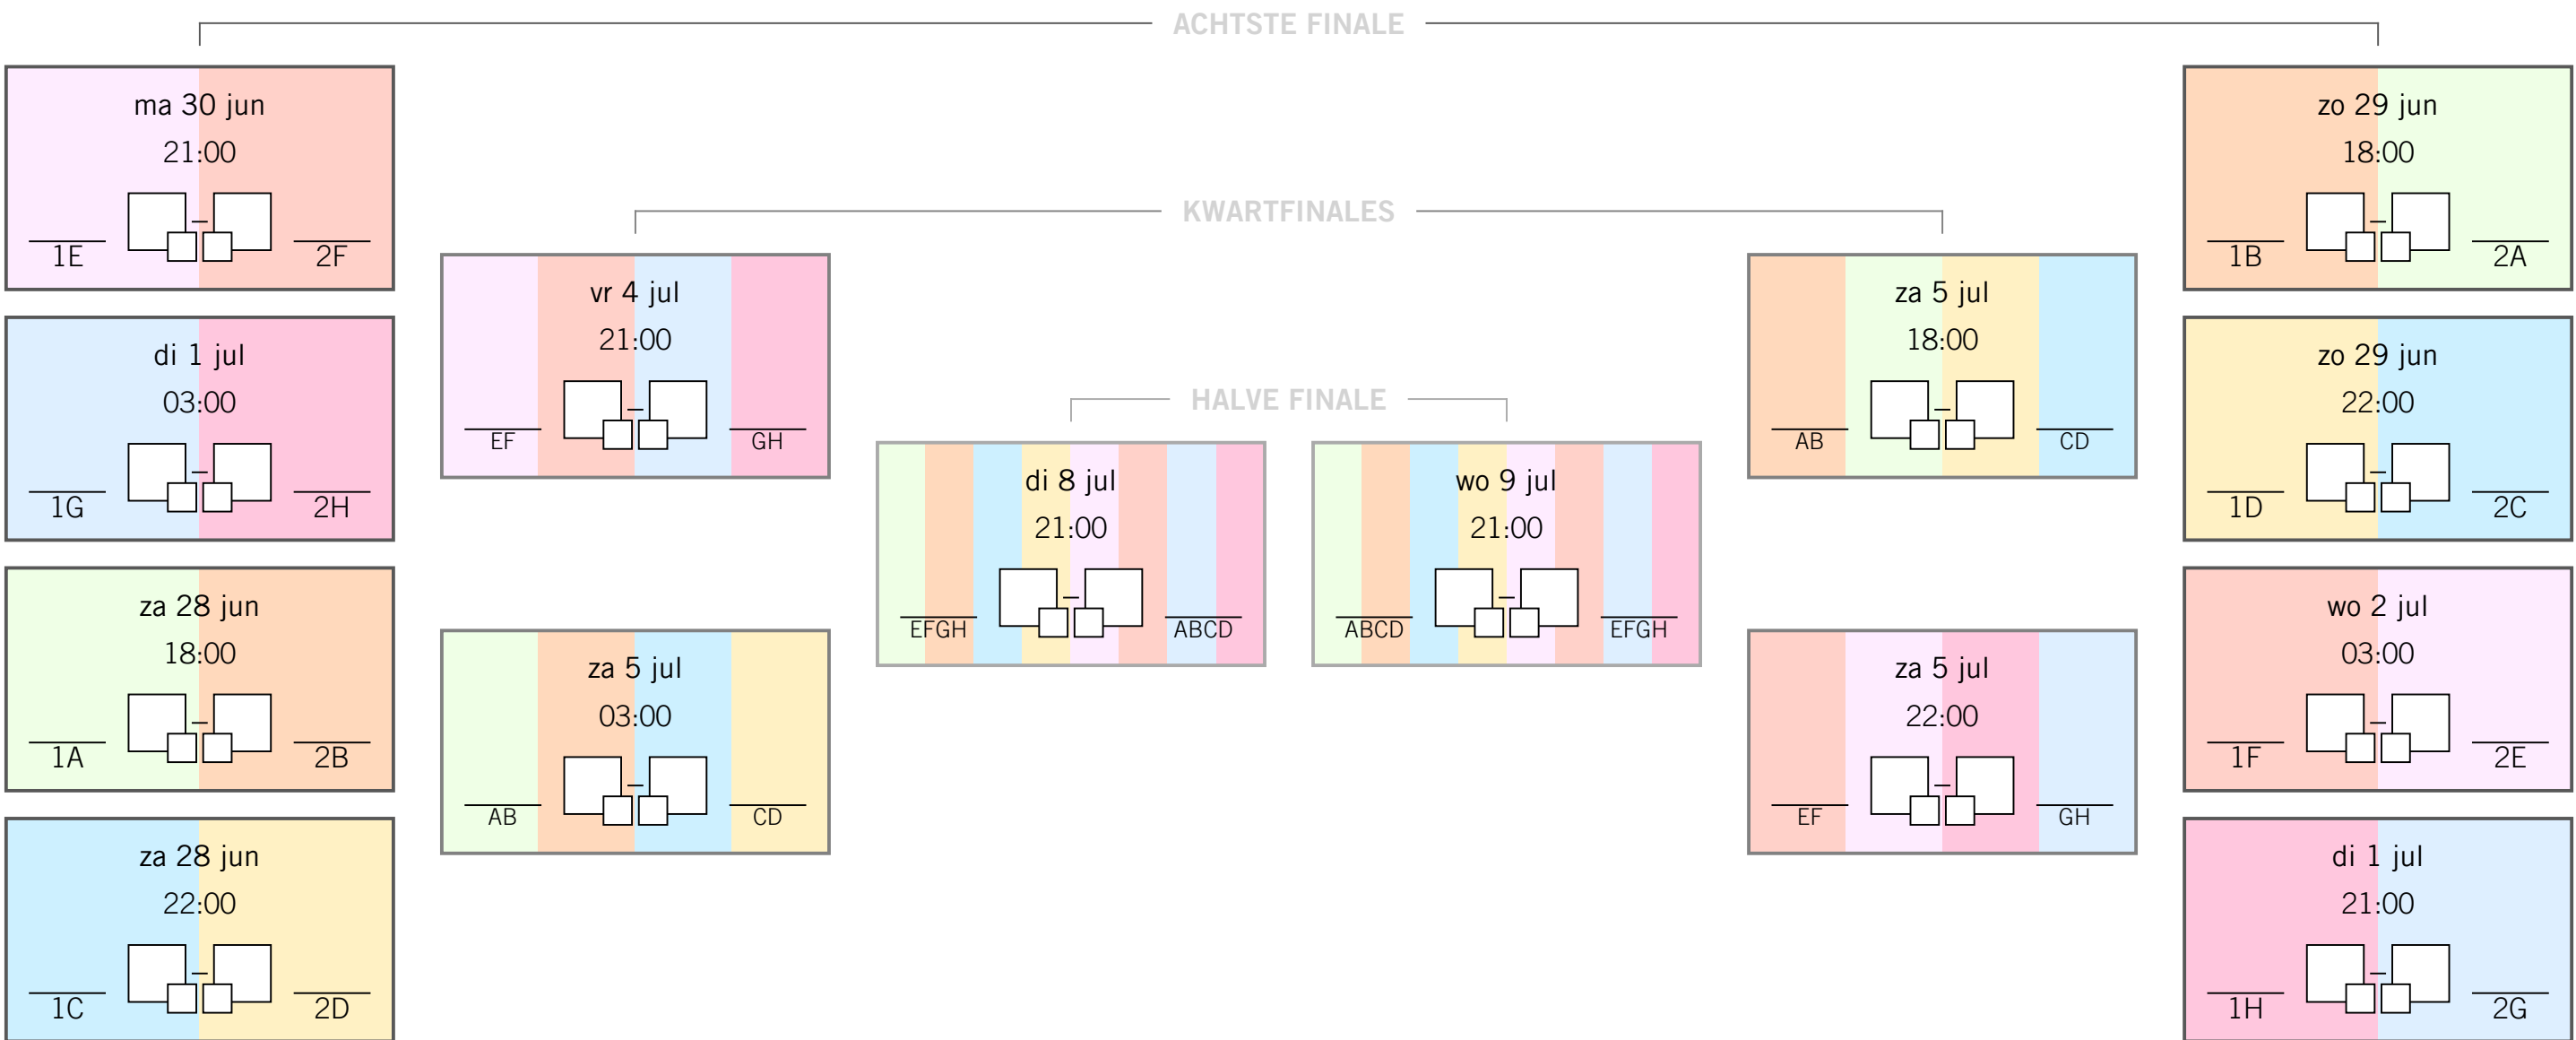 ACHTSTE FINALE
ma 30 jun
21:00
–
1E
2F
di 1 jul
03:00
–
1G
2H
za 28 jun
18:00
–
1A
2B
za 28 jun
22:00
–
1C
2D
KWARTFINALES
vr 4 jul
21:00
–
EF
GH
za 5 jul
03:00
–
AB
CD
HALVE FINALE
di 8 jul
21:00
–
EFGH
ABCD
wo 9 jul
21:00
–
ABCD
EFGH
za 5 jul
18:00
–
AB
CD
za 5 jul
22:00
–
EF
GH
zo 29 jun
18:00
–
1B
2A
zo 29 jun
22:00
–
1D
2C
wo 2 jul
03:00
–
1F
2E
di 1 jul
21:00
–
1H
2G